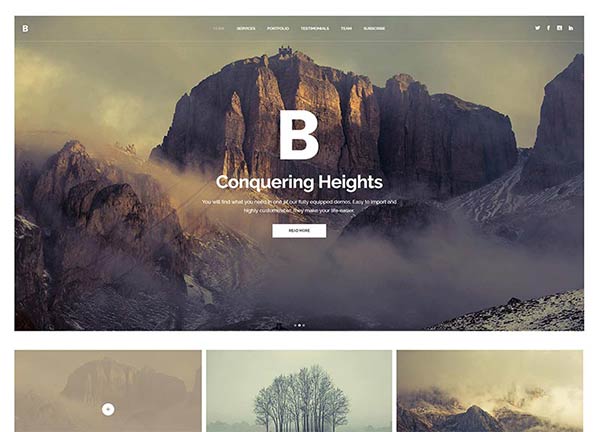 B
HOME SERVICES PORTFOLIO TESTIMONIALS TEAM SUBSCRIBE
B
Conquering Heights
You will find what you need in one of our fully equipped demos. Easy to import and
highly customizable, they make your life easier.
READ MORE